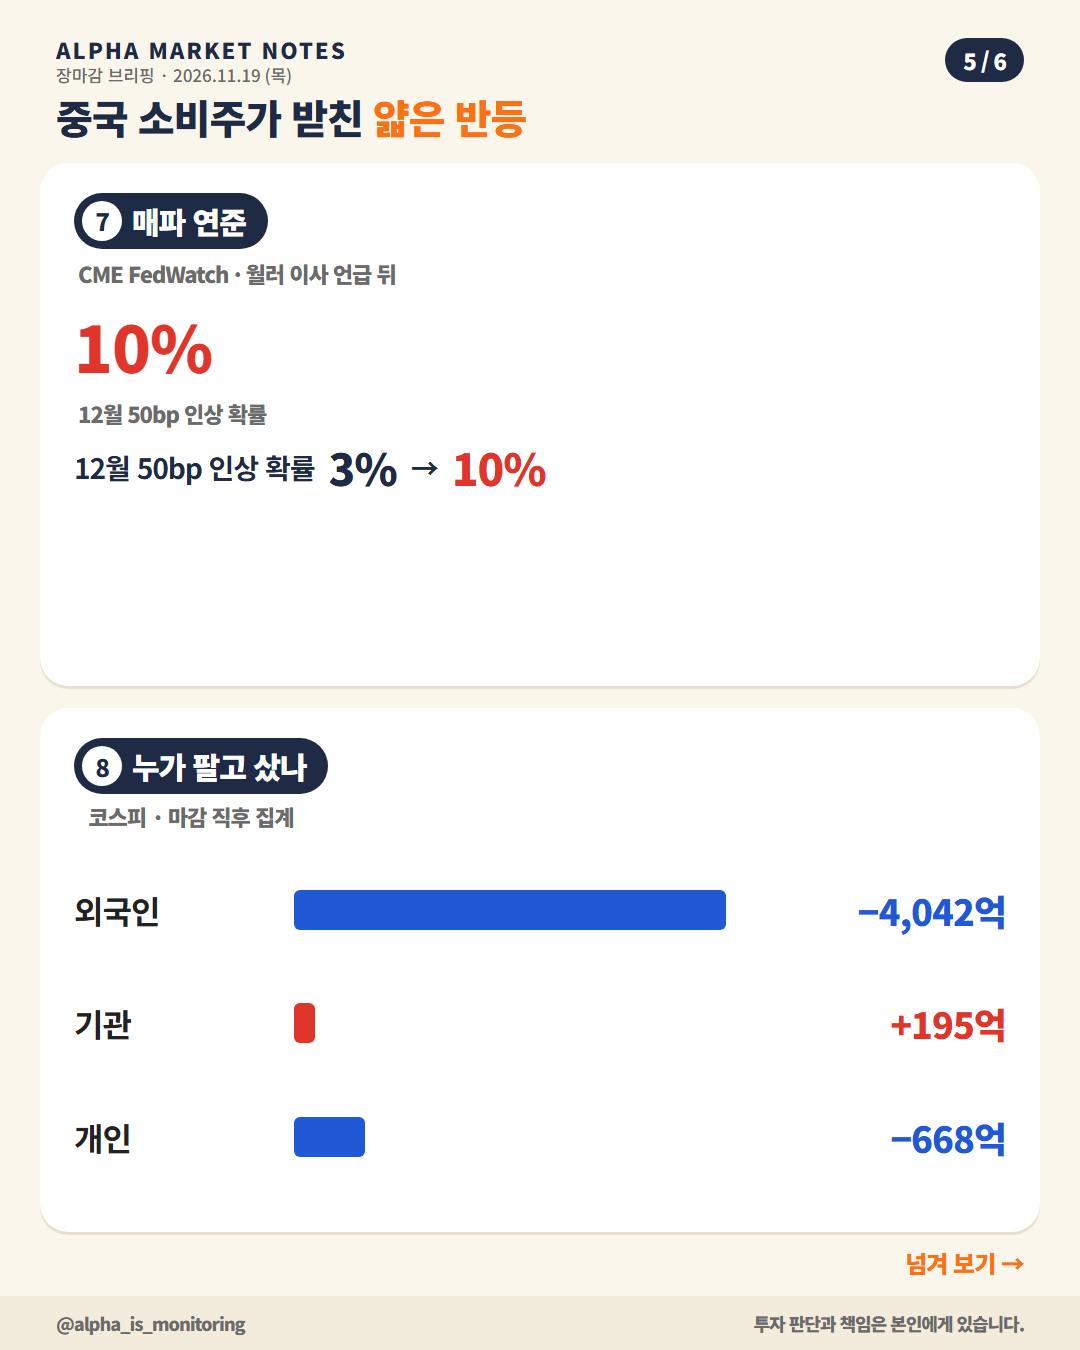 ALPHA MARKET NOTES
5 / 6
장마감 브리핑 · 2026.11.19 (목)
중국 소비주가 받친 얇은 반등
7 매파 연준
CME FedWatch · 월러 이사 언급 뒤
10%
12월 50bp 인상 확률
12월 50bp 인상 확률 3% → 10%
8 누가 팔고 샀나
코스피 · 마감 직후 집계
외국인 −4,042억
기관 +195억
개인 −668억
넘겨 보기 →
@alpha_is_monitoring
투자 판단과 책임은 본인에게 있습니다.